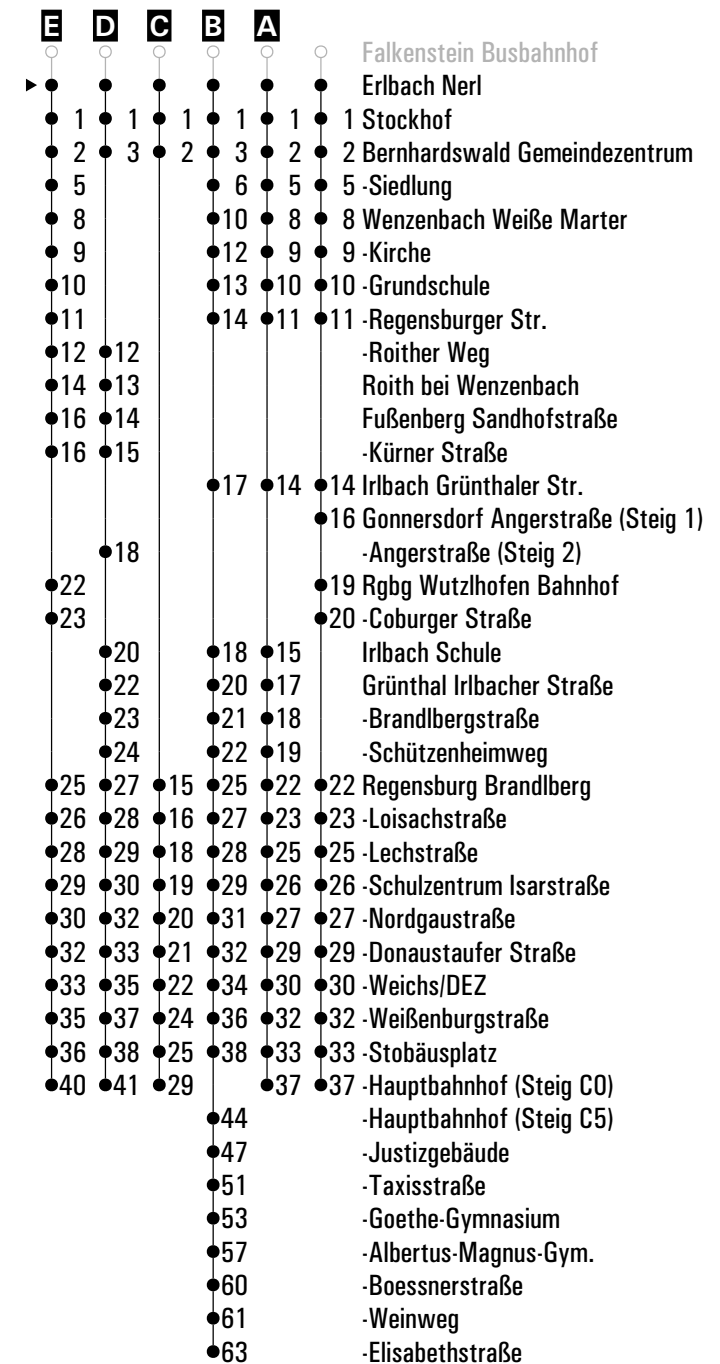 E D C B A
Falkenstein Busbahnhof
Erlbach Nerl
1 1 1 1 1 1 Stockhof
2 3 2 3 2 2 Bernhardswald Gemeindezentrum
5 6 5 5 -Siedlung
8 10 8 8 Wenzenbach Weiße Marter
9 12 9 9 -Kirche
10 13 10 10 -Grundschule
11 14 11 11 -Regensburger Str.
12 12 -Roither Weg
14 13 Roith bei Wenzenbach
16 14 Fußenberg Sandhofstraße
16 15 -Kürner Straße
17 14 14 Irlbach Grünthaler Str.
16 Gonnersdorf Angerstraße (Steig 1)
18 -Angerstraße (Steig 2)
22 19 Rgbg Wutzlhofen Bahnhof
23 20 -Coburger Straße
20 18 15 Irlbach Schule
22 20 17 Grünthal Irlbacher Straße
23 21 18 -Brandlbergstraße
24 22 19 -Schützenheimweg
25 27 15 25 22 22 Regensburg Brandlberg
26 28 16 27 23 23 -Loisachstraße
28 29 18 28 25 25 -Lechstraße
29 30 19 29 26 26 -Schulzentrum Isarstraße
30 32 20 31 27 27 -Nordgaustraße
32 33 21 32 29 29 -Donaustaufer Straße
33 35 22 34 30 30 -Weichs/DEZ
35 37 24 36 32 32 -Weißenburgstraße
36 38 25 38 33 33 -Stobäusplatz
40 41 29 37 37 -Hauptbahnhof (Steig C0)
44 -Hauptbahnhof (Steig C5)
47 -Justizgebäude
51 -Taxisstraße
53 -Goethe-Gymnasium
57 -Albertus-Magnus-Gym.
60 -Boessnerstraße
61 -Weinweg
63 -Elisabethstraße